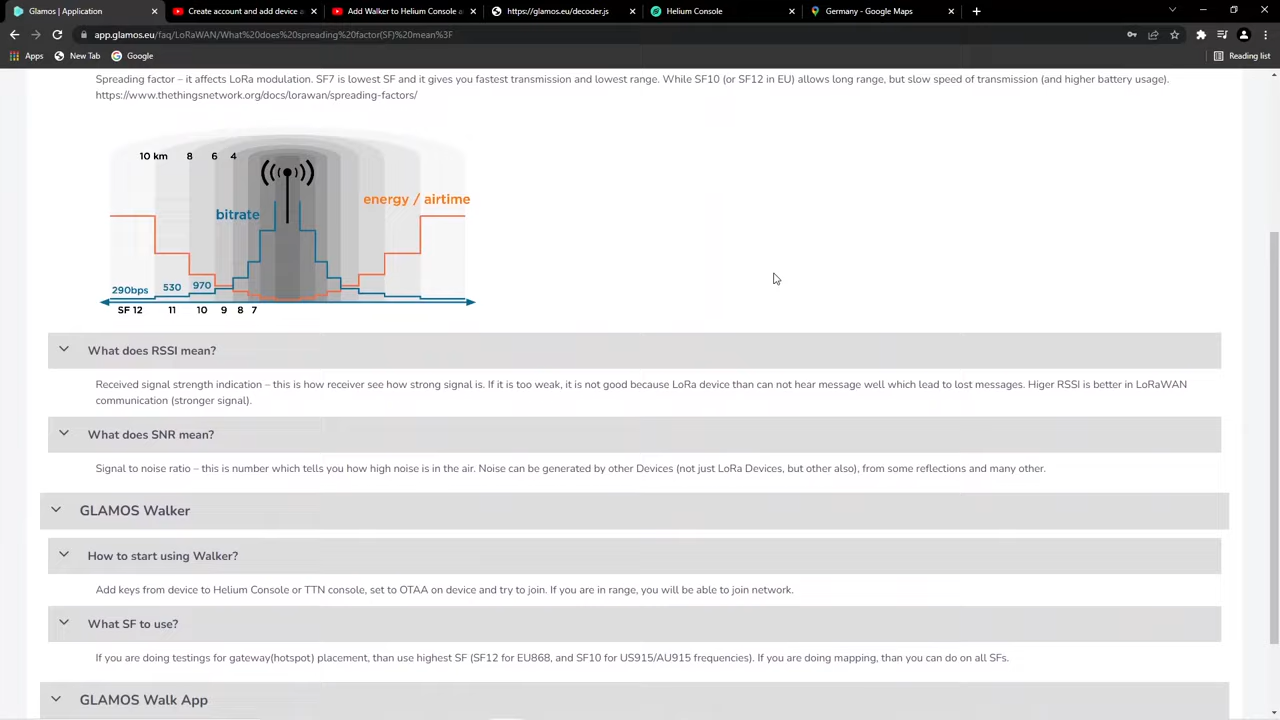 Glamos | Application
Create account and add device a
Add Walker to Helium Console a
https://glamos.eu/decoder.js
Helium Console
Germany - Google Maps
app.glamos.eu/faq/LoRaWAN/What%20does%20spreading%20factor(SF)%20mean%3F
Apps
New Tab
Google
Reading list
Spreading factor – it affects LoRa modulation. SF7 is lowest SF and it gives you fastest transmission and lowest range. While SF10 (or SF12 in EU) allows long range, but slow speed of transmission (and higher battery usage).
https://www.thethingsnetwork.org/docs/lorawan/spreading-factors/
10 km 8 6 4
energy / airtime
bitrate
290bps 530 970
SF 12 11 10 9 8 7
What does RSSI mean?
Received signal strength indication – this is how receiver see how strong signal is. If it is too weak, it is not good because LoRa device than can not hear message well which lead to lost messages. Higer RSSI is better in LoRaWAN
communication (stronger signal).
What does SNR mean?
Signal to noise ratio – this is number which tells you how high noise is in the air. Noise can be generated by other Devices (not just LoRa Devices, but other also), from some reflections and many other.
GLAMOS Walker
How to start using Walker?
Add keys from device to Helium Console or TTN console, set to OTAA on device and try to join. If you are in range, you will be able to join network.
What SF to use?
If you are doing testings for gateway(hotspot) placement, than use highest SF (SF12 for EU868, and SF10 for US915/AU915 frequencies). If you are doing mapping, than you can do on all SFs.
GLAMOS Walk App